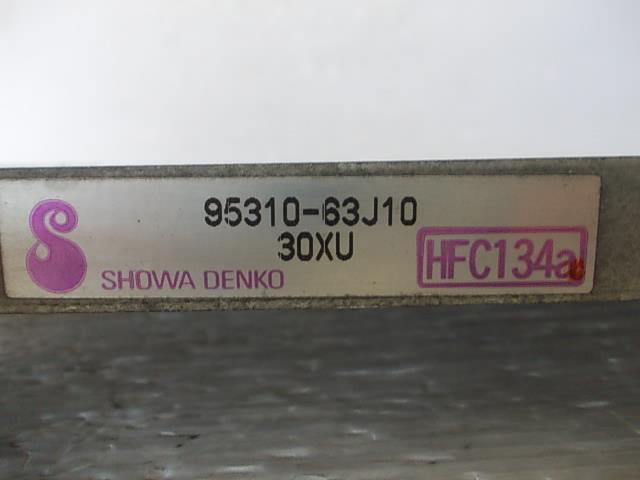 95310-63J10
30XU
SHOWA DENKO
HFC134a